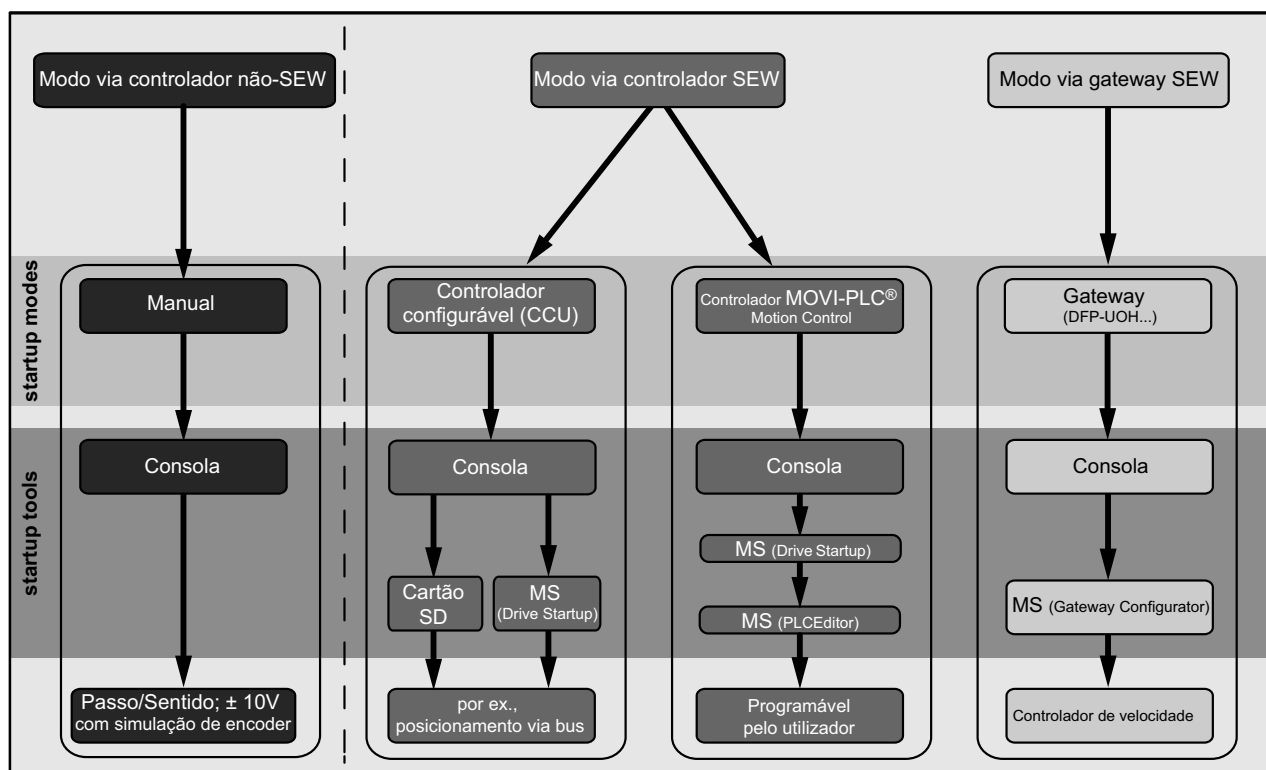 Modo via controlador não-SEW
Modo via controlador SEW
Modo via gateway SEW
startup modes
Manual
Controlador
configurável (CCU)
Controlador MOVI-PLC®
Motion Control
Gateway
(DFP-UOH...)
startup tools
Consola
Consola
Consola
Consola
MS (Drive Startup)
Cartão
SD
MS
(Drive Startup)
MS (PLCEditor)
MS (Gateway Configurator)
Passo/Sentido; ± 10V
com simulação de encoder
por ex.,
posicionamento via bus
Programável
pelo utilizador
Controlador de velocidade